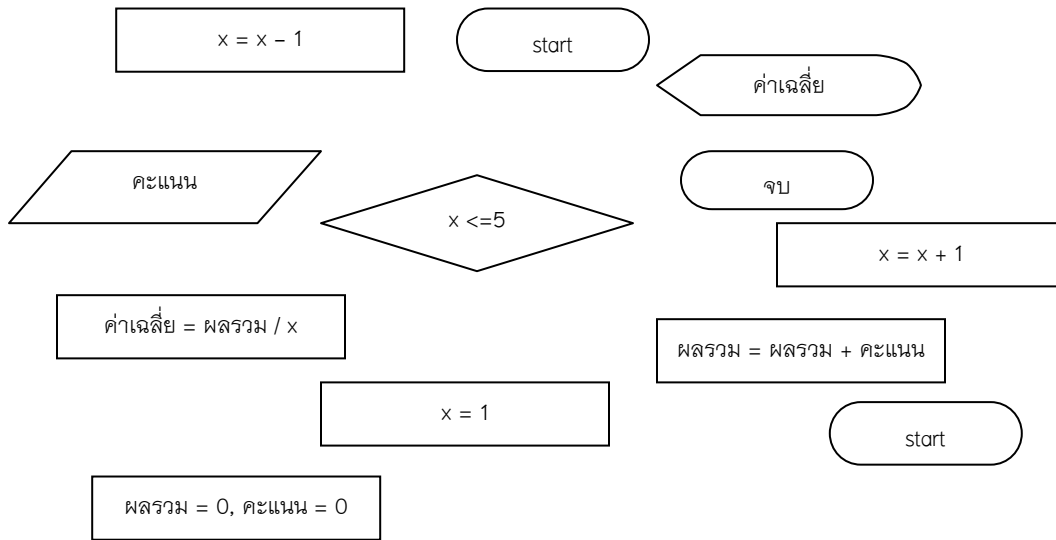 x = x – 1
start
ค่าเฉลี่ย
คะแนน
จบ
x <=5
x = x + 1
ค่าเฉลี่ย = ผลรวม / x
ผลรวม = ผลรวม + คะแนน
x = 1
start
ผลรวม = 0, คะแนน = 0